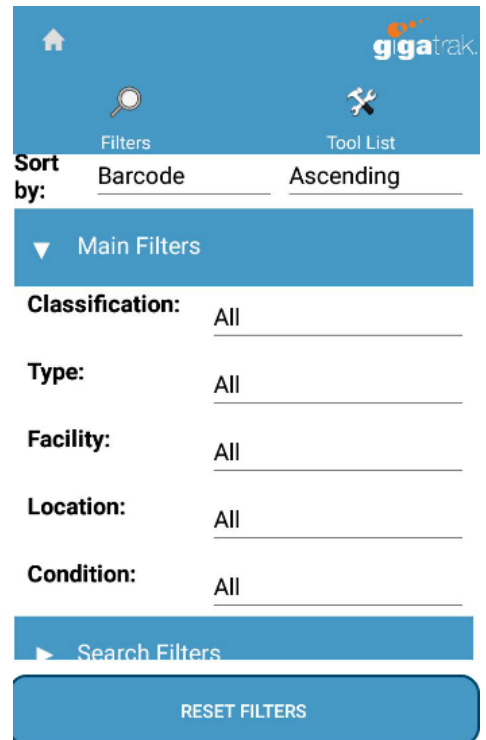 gigatrak.
Filters Tool List
Sort by: Barcode Ascending
Main Filters
Classification: All
Type: All
Facility: All
Location: All
Condition: All
Search Filters
RESET FILTERS